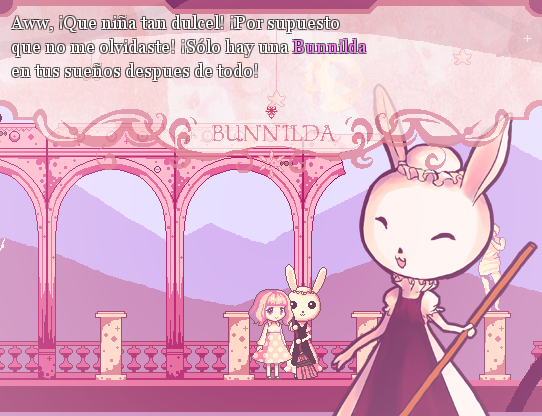 Aww, ¡Que niña tan dulcel! ¡Por supuesto
que no me olvidaste! ¡Sólo hay una Bunnilda
en tus sueños despues de todo!
BUNNILDA